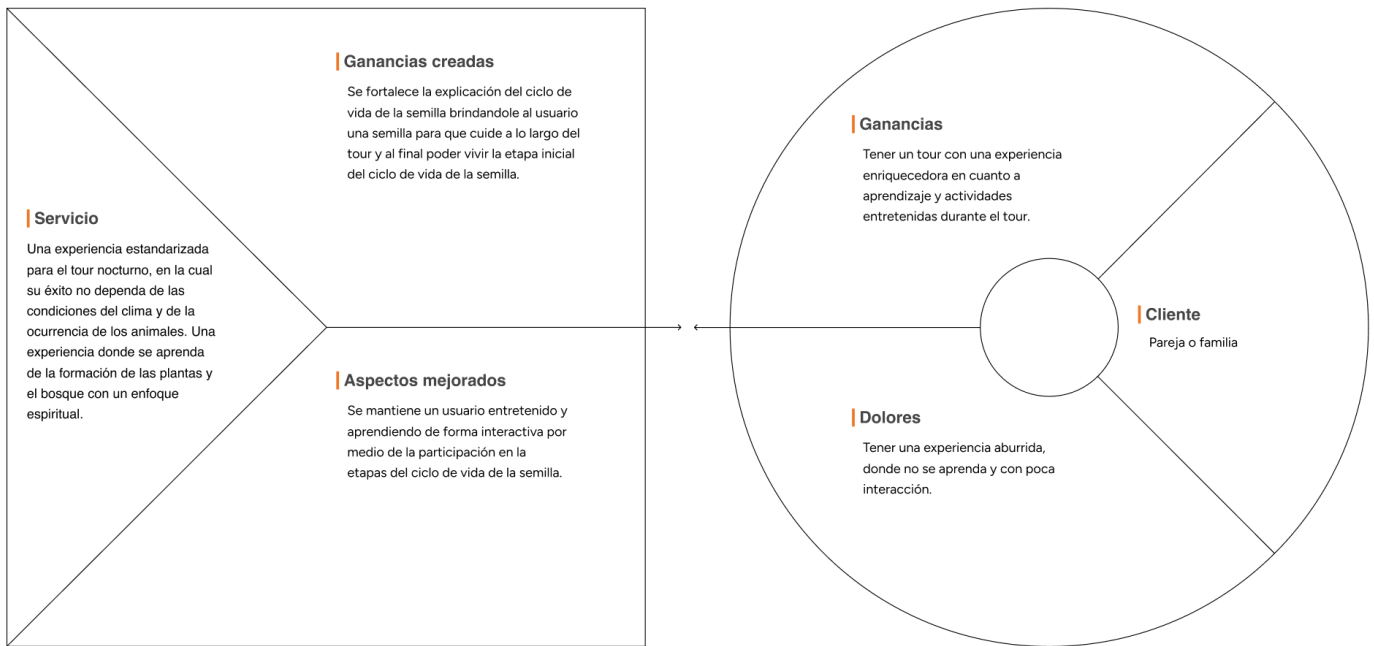 Ganancias creadas
Se fortalece la explicación del ciclo de
vida de la semilla brindandole al usuario
una semilla para que cuide a lo largo del
tour y al final poder vivir la etapa inicial
del ciclo de vida de la semilla.
Servicio
Una experiencia estandarizada
para el tour nocturno, en la cual
su éxito no dependa de las
condiciones del clima y de la
ocurrencia de los animales. Una
experiencia donde se aprenda
de la formación de las plantas y
el bosque con un enfoque
espiritual.
Aspectos mejorados
Se mantiene un usuario entretenido y
aprendiendo de forma interactiva por
medio de la participación en la
etapas del ciclo de vida de la semilla.
Ganancias
Tener un tour con una experiencia
enriquecedora en cuanto a
aprendizaje y actividades
entretenidas durante el tour.
Cliente
Pareja o familia
Dolores
Tener una experiencia aburrida,
donde no se aprenda y con poca
interacción.